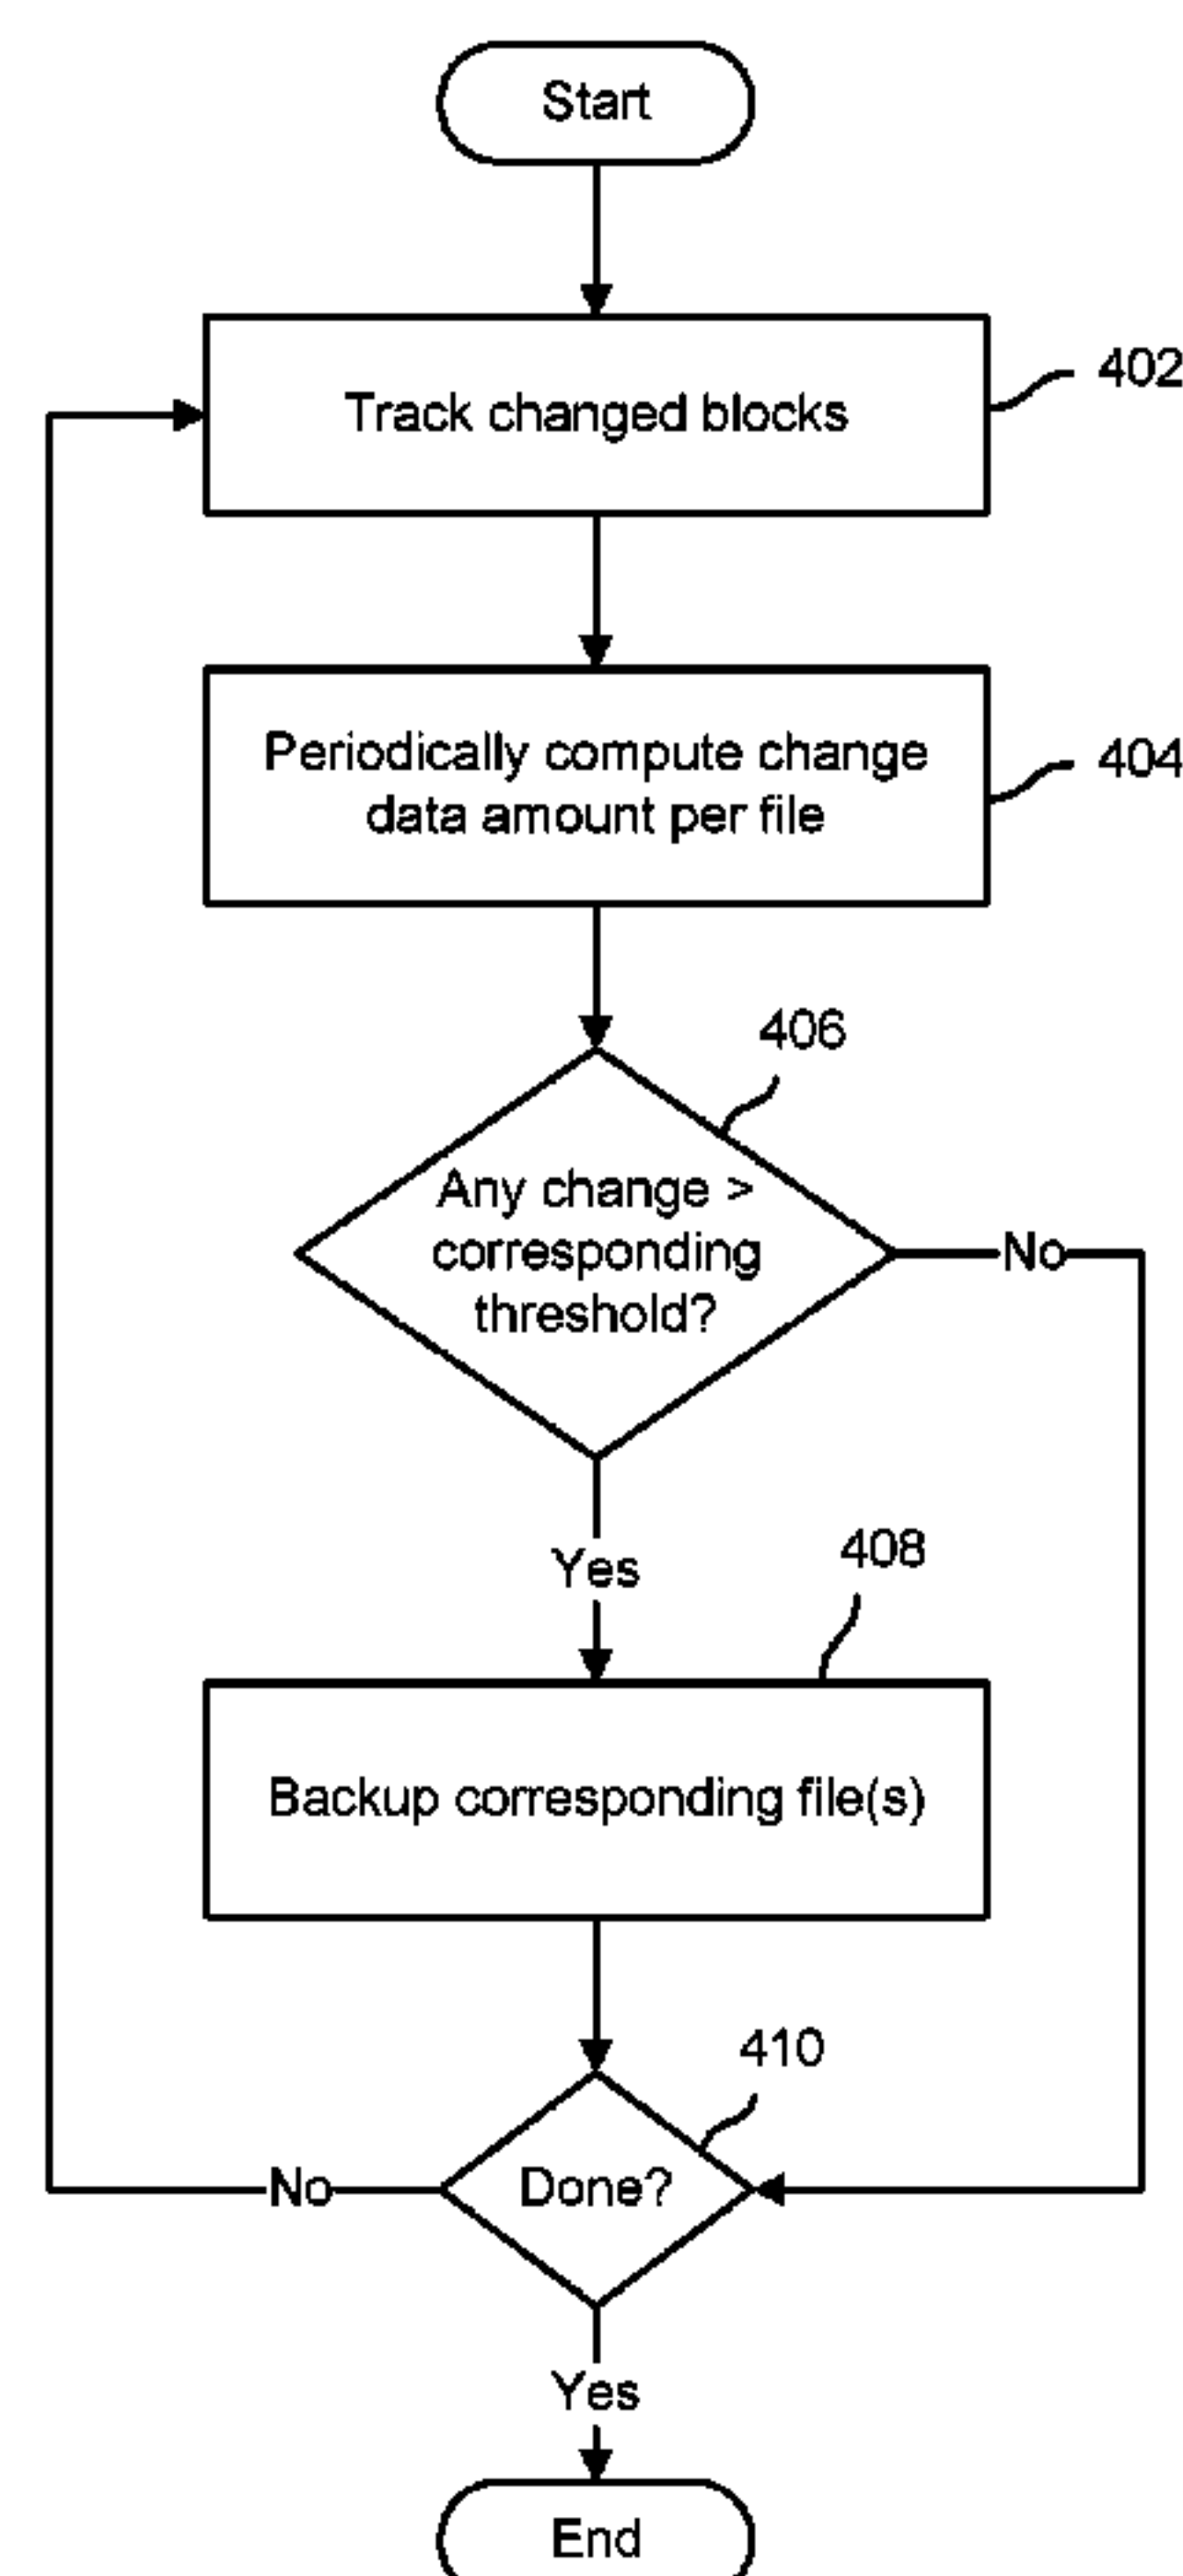 Start
Track changed blocks
402
Periodically compute change
data amount per file
404
406
Any change >
corresponding
threshold?
No
Yes
408
Backup corresponding file(s)
410
Done?
No
Yes
End